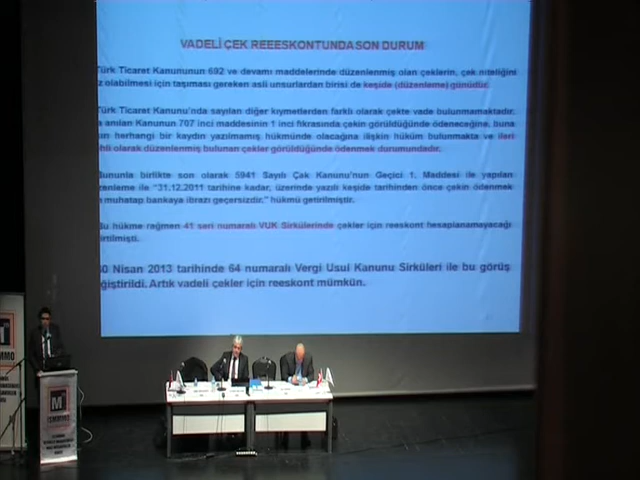 VADELİ ÇEK REEESKONTUNDA SON DURUM
Türk Ticaret Kanununun 692 ve devamı maddelerinde düzenlenmiş olan çeklerin, çek niteliğini
olabilmesi için taşıması gereken asli unsurlardan birisi de keşide (düzenleme) günüdür.
Türk Ticaret Kanunu'nda sayılan diğer kıymetlerden farklı olarak çekte vade bulunmamaktadır.
anılan Kanunun 707 inci maddesinin 1 inci fıkrasında çekin görüldüğünde ödeneceğine, buna
herhangi bir kaydın yazılmamış hükmünde olacağına ilişkin hüküm bulunmakta ve ileri
olarak düzenlenmiş bulunan çekler görüldüğünde ödenmek durumundadır.
Bununla birlikte son olarak 5941 Sayılı Çek Kanunu'nun Geçici 1. Maddesi ile yapılan
ile "31.12.2011 tarihine kadar, üzerinde yazılı keşide tarihinden önce çekin ödenmek
muhatap bankaya ibrazı geçersizdir." hükmü getirilmiştir.
Bu hükme rağmen 41 seri numaralı VUK Sirkülerinde çekler için reeskont hesaplanamayacağı
30 Nisan 2013 tarihinde 64 numaralı Vergi Usul Kanunu Sirküleri ile bu görüş
değiştirildi. Artık vadeli çekler için reeskont mümkün.